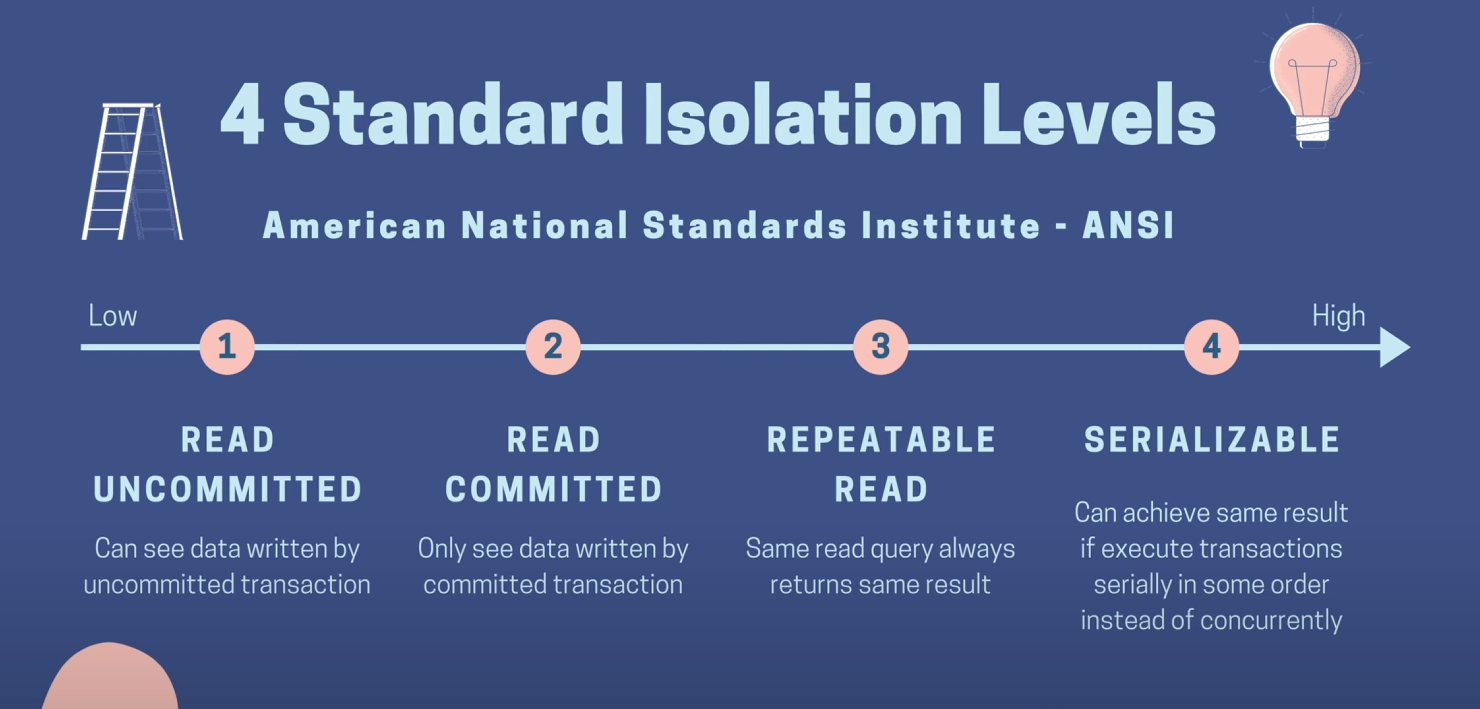 4 Standard Isolation Levels
American National Standards Institute - ANSI
Low
High
1
2
3
4
READ
UNCOMMITTED
Can see data written by
uncommitted transaction
READ
COMMITTED
Only see data written by
committed transaction
REPEATABLE
READ
Same read query always
returns same result
SERIALIZABLE
Can achieve same result
if execute transactions
serially in some order
instead of concurrently